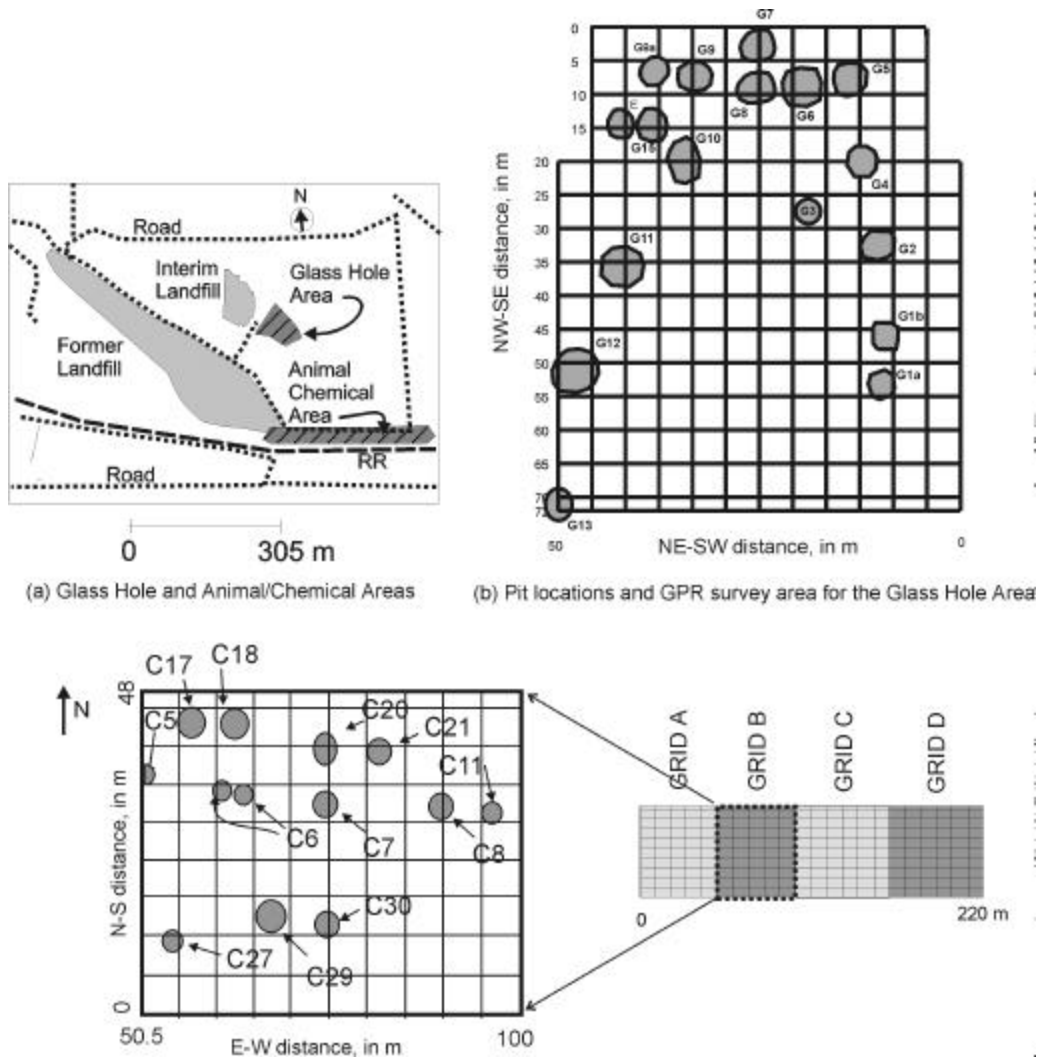 N
Road
Interim
Landfill
Glass Hole
Area
Former
Landfill
Animal
Chemical
Area
RR
Road
0 305 m
(a) Glass Hole and Animal/Chemical Areas
G7
0
G9a
G9
5
G5
10
G8
G6
E
15
G15
G10
20
G4
25
G3
30
G2
G11
35
40
G1b
45
G12
50
G1a
55
60
65
70
G13
NW-SE distance, in m
50
NE-SW distance, in m
0
(b) Pit locations and GPR survey area for the Glass Hole Area
N
48
C17
C18
C5
C20
C21
C11
C6
C7
C8
C30
C27
C29
N-S distance, in m
0
50.5
100
E-W distance, in m
GRID A
GRID B
GRID C
GRID D
0
220 m